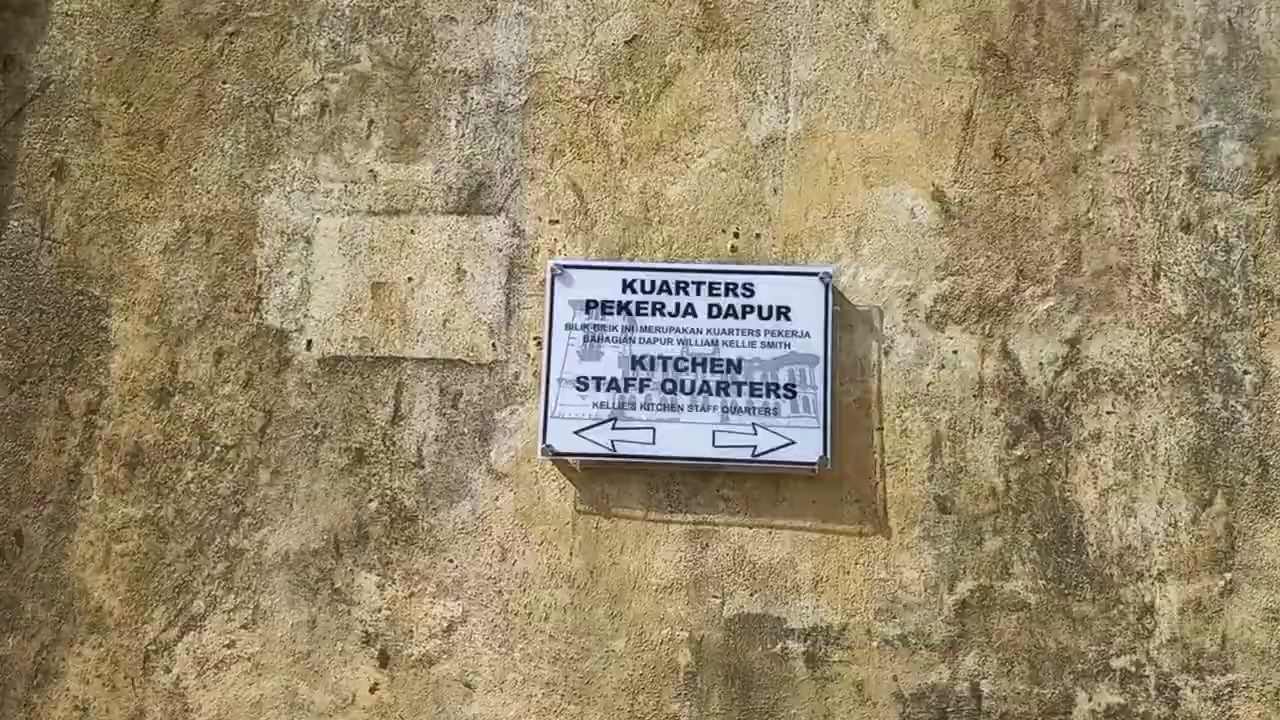 KUARTERS
PEKERJA DAPUR
BILIK-BILIK INI MERUPAKAN KUARTERS PEKERJA
BAHAGIAN DAPUR WILLIAM KELLIE SMITH
KITCHEN
STAFF QUARTERS
KELLIE'S KITCHEN STAFF QUARTERS